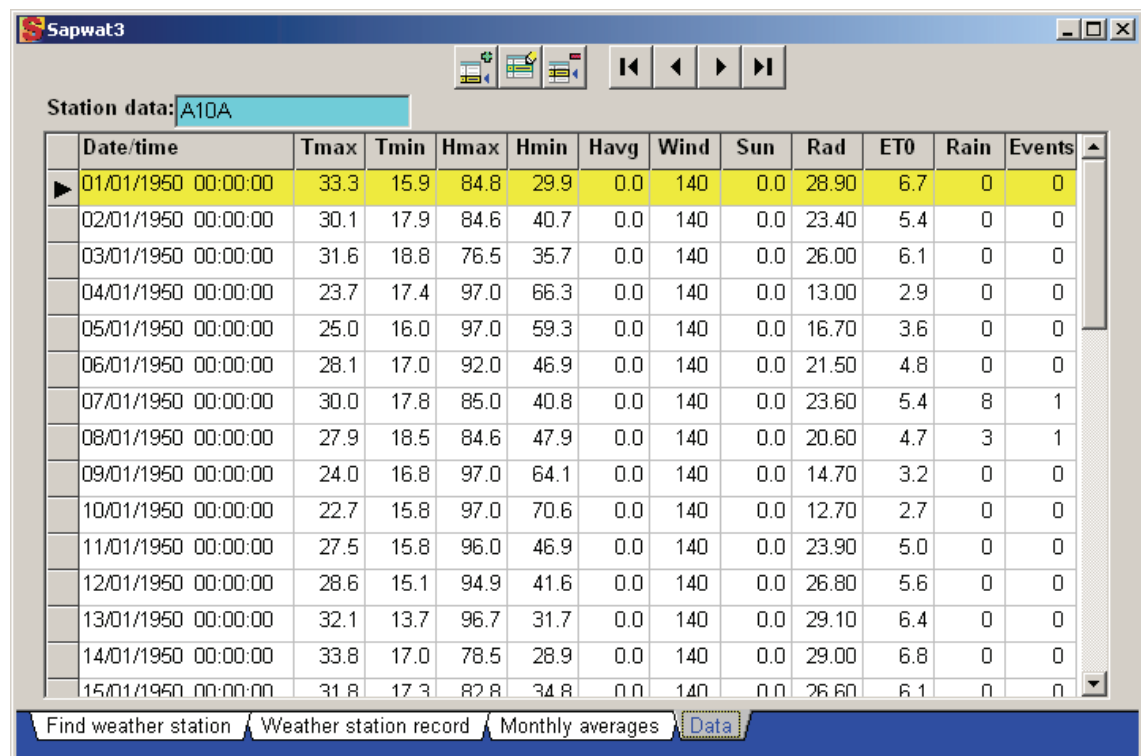 Sapwat3
Station data: A10A
Date/time Tmax Tmin Hmax Hmin Havg Wind Sun Rad ET0 Rain Events
01/01/1950 00:00:00 33.3 15.9 84.8 29.9 0.0 140 0.0 28.90 6.7 0 0
02/01/1950 00:00:00 30.1 17.9 84.6 40.7 0.0 140 0.0 23.40 5.4 0 0
03/01/1950 00:00:00 31.6 18.8 76.5 35.7 0.0 140 0.0 26.00 6.1 0 0
04/01/1950 00:00:00 23.7 17.4 97.0 66.3 0.0 140 0.0 13.00 2.9 0 0
05/01/1950 00:00:00 25.0 16.0 97.0 59.3 0.0 140 0.0 16.70 3.6 0 0
06/01/1950 00:00:00 28.1 17.0 92.0 46.9 0.0 140 0.0 21.50 4.8 0 0
07/01/1950 00:00:00 30.0 17.8 85.0 40.8 0.0 140 0.0 23.60 5.4 8 1
08/01/1950 00:00:00 27.9 18.5 84.6 47.9 0.0 140 0.0 20.60 4.7 3 1
09/01/1950 00:00:00 24.0 16.8 97.0 64.1 0.0 140 0.0 14.70 3.2 0 0
10/01/1950 00:00:00 22.7 15.8 97.0 70.6 0.0 140 0.0 12.70 2.7 0 0
11/01/1950 00:00:00 27.5 15.8 96.0 46.9 0.0 140 0.0 23.90 5.0 0 0
12/01/1950 00:00:00 28.6 15.1 94.9 41.6 0.0 140 0.0 26.80 5.6 0 0
13/01/1950 00:00:00 32.1 13.7 96.7 31.7 0.0 140 0.0 29.10 6.4 0 0
14/01/1950 00:00:00 33.8 17.0 78.5 28.9 0.0 140 0.0 29.00 6.8 0 0
15/01/1950 00:00:00 31.8 17.3 82.8 34.8 0.0 140 0.0 26.60 6.1 0 0
Find weather station Weather station record Monthly averages Data